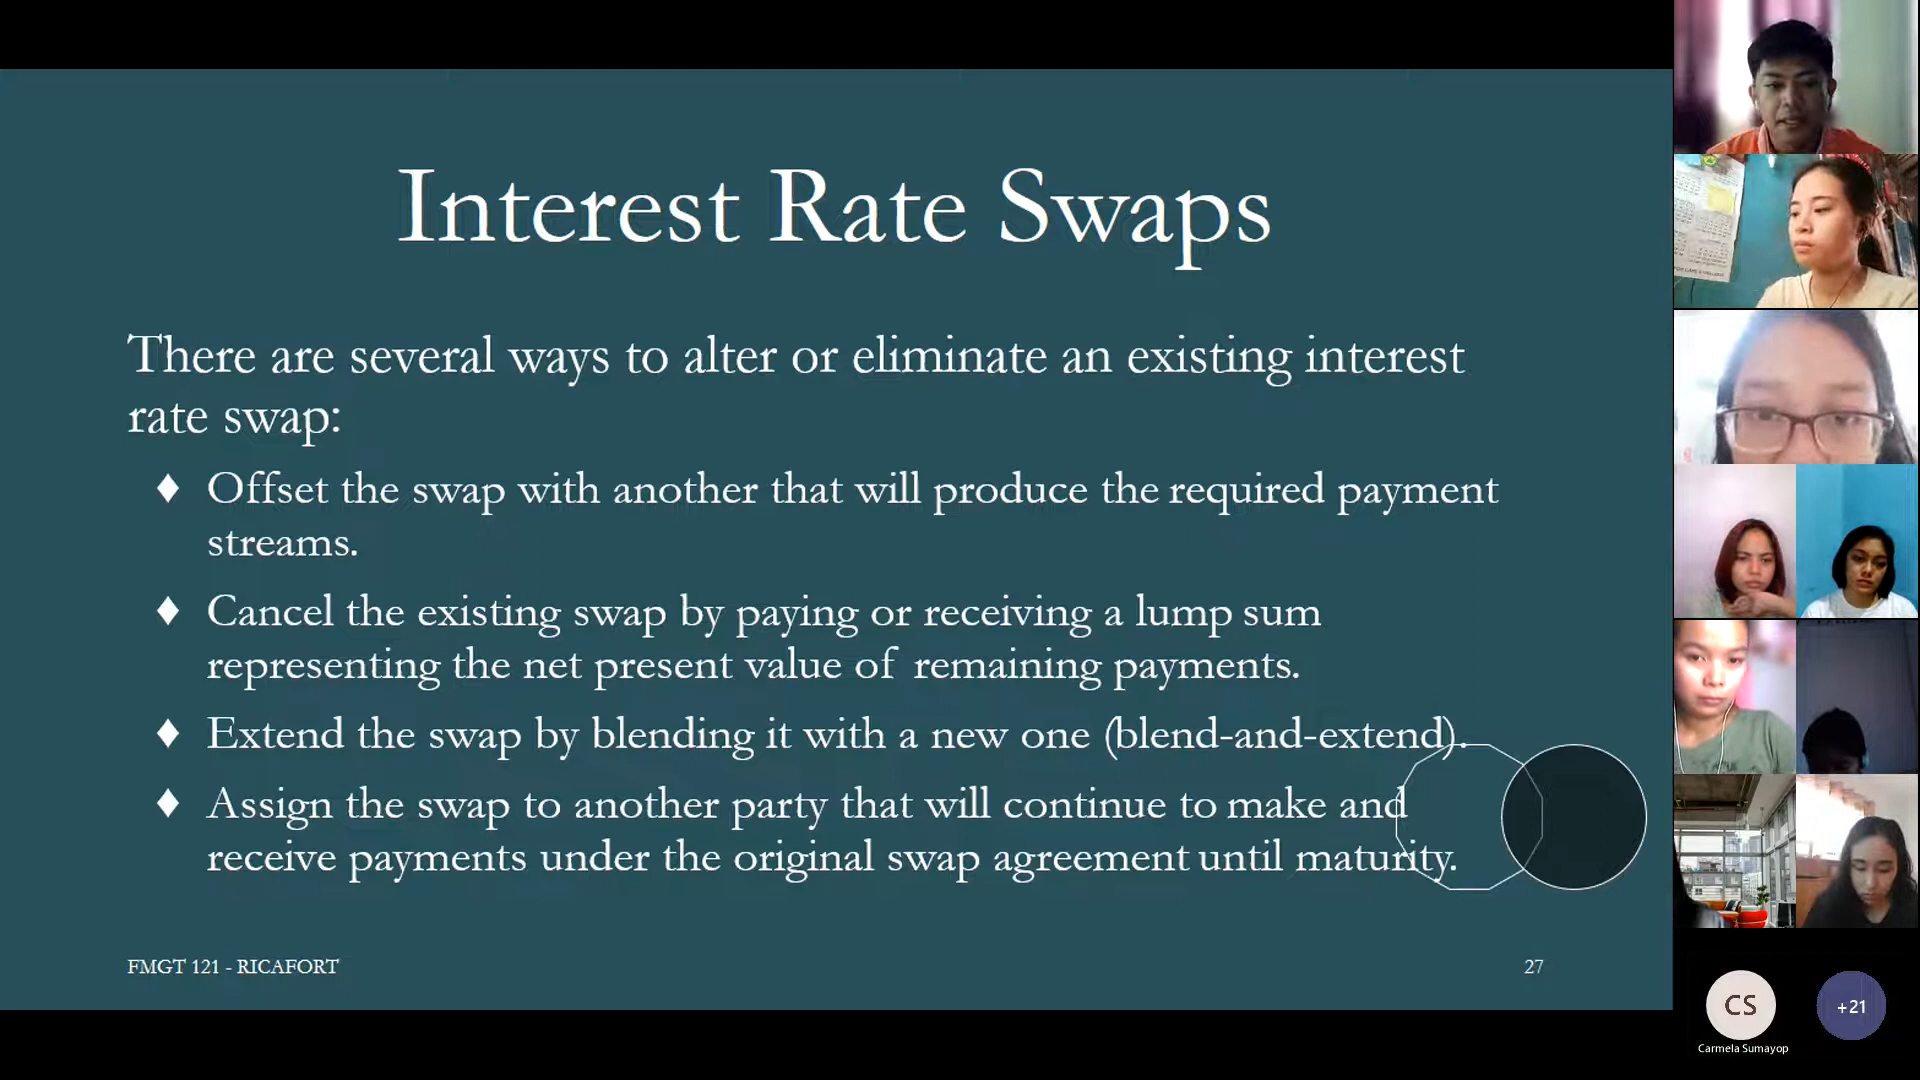 Interest Rate Swaps
There are several ways to alter or eliminate an existing interest
rate swap:
♦ Offset the swap with another that will produce the required payment
streams.
♦ Cancel the existing swap by paying or receiving a lump sum
representing the net present value of remaining payments.
♦ Extend the swap by blending it with a new one (blend-and-extend).
♦ Assign the swap to another party that will continue to make and
receive payments under the original swap agreement until maturity.
FMGT 121 - RICAFORT
27
CS
+21
Carmela Sumayop